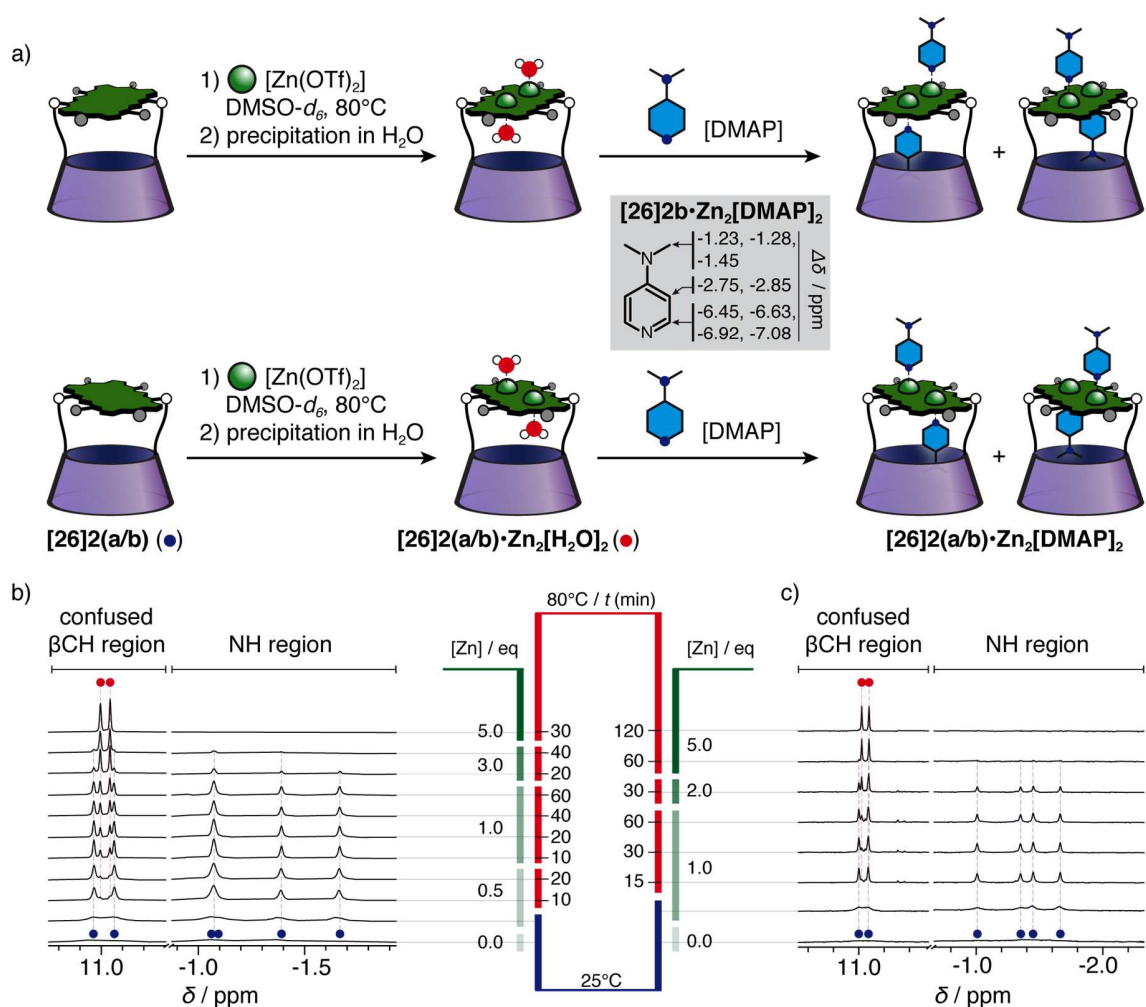 a)
1) [Zn(OTf)2]
DMSO-d6, 80°C
2) precipitation in H2O
[DMAP]
+
[26]2b•Zn2[DMAP]2
N
N
-1.23, -1.28,
-1.45
-2.75, -2.85
-6.45, -6.63,
-6.92, -7.08
Δδ / ppm
1) [Zn(OTf)2]
DMSO-d6, 80°C
2) precipitation in H2O
[DMAP]
+
[26]2(a/b) (●)
[26]2(a/b)•Zn2[H2O]2 (●)
[26]2(a/b)•Zn2[DMAP]2
b)
confused
βCH region
NH region
[Zn] / eq
5.0
3.0
1.0
0.5
0.0
11.0
-1.0
-1.5
δ / ppm
80°C / t (min)
30
40
20
60
40
20
10
20
10
120
60
30
60
30
15
25°C
[Zn] / eq
5.0
2.0
1.0
0.0
c)
confused
βCH region
NH region
11.0
-1.0
-2.0
δ / ppm